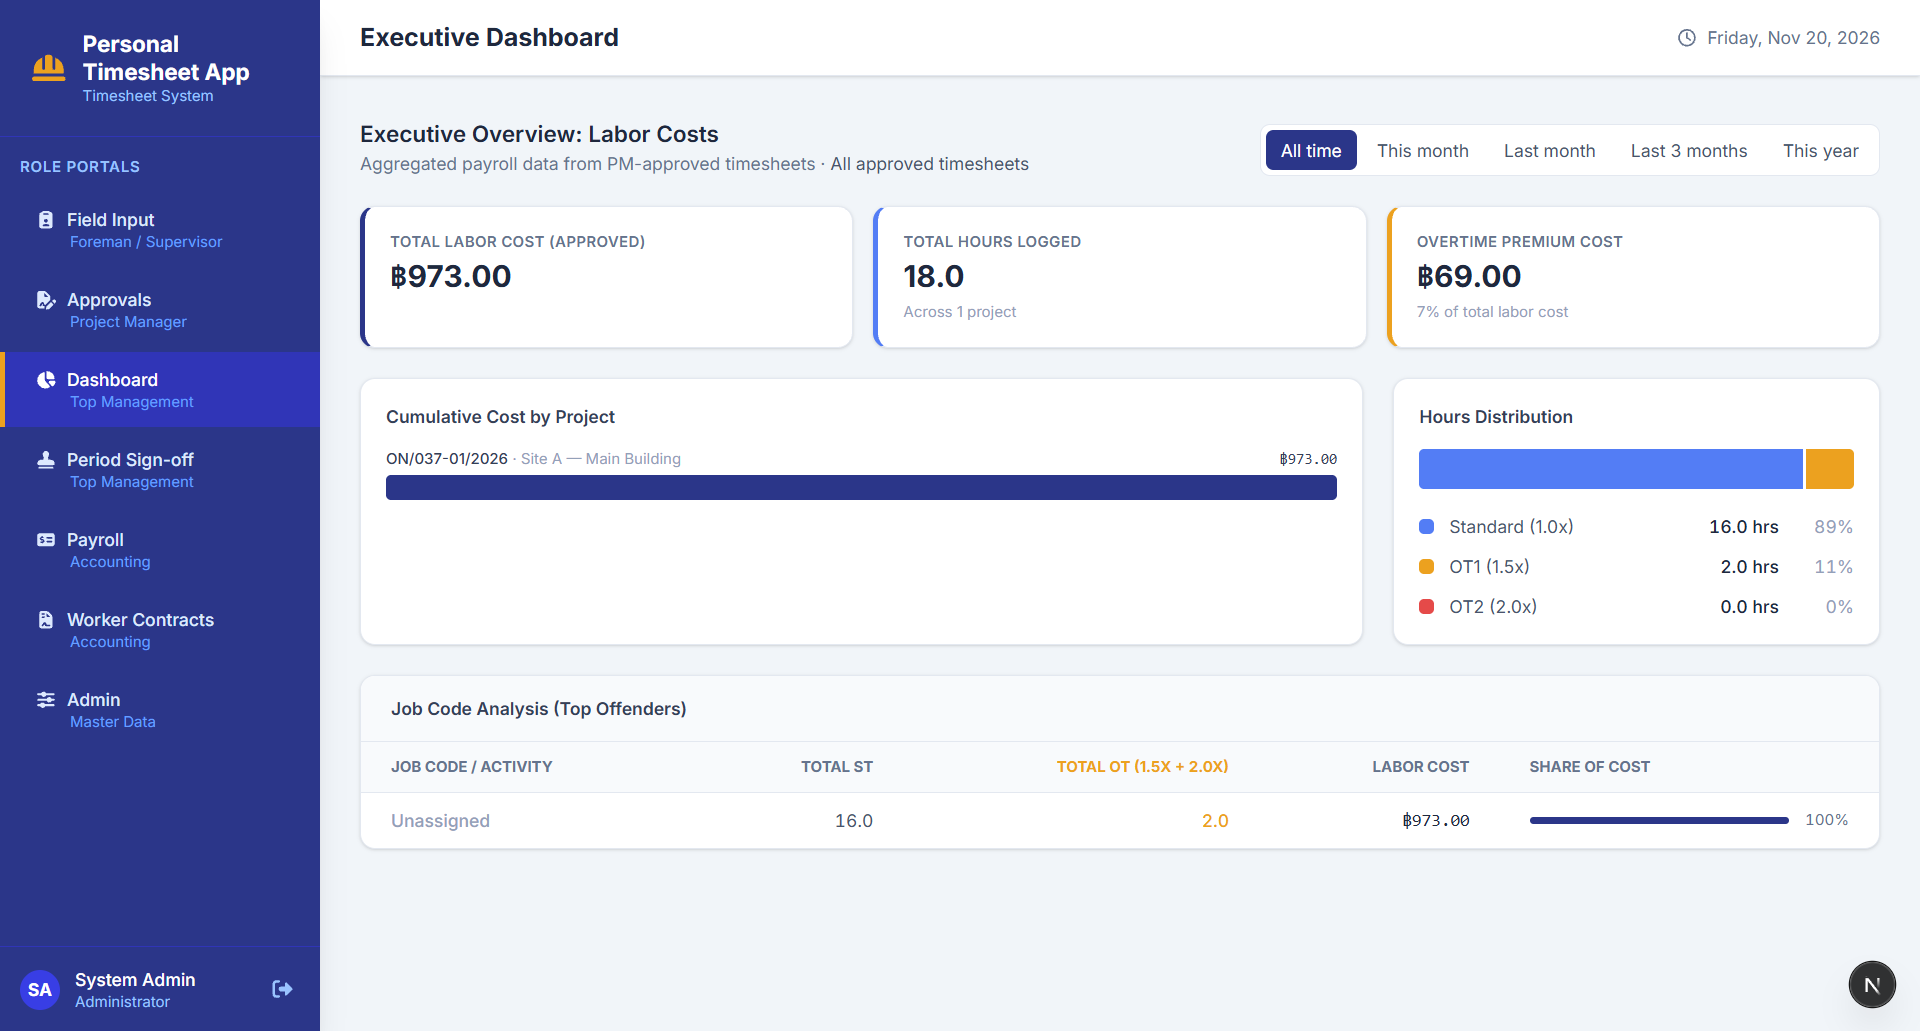 Personal
Timesheet App
Timesheet System
ROLE PORTALS
Field Input
Foreman / Supervisor
Approvals
Project Manager
Dashboard
Top Management
Period Sign-off
Top Management
Payroll
Accounting
Worker Contracts
Accounting
Admin
Master Data
SA
System Admin
Administrator
Executive Dashboard
Friday, Nov 20, 2026
Executive Overview: Labor Costs
Aggregated payroll data from PM-approved timesheets · All approved timesheets
All time This month Last month Last 3 months This year
TOTAL LABOR COST (APPROVED)
฿973.00
TOTAL HOURS LOGGED
18.0
Across 1 project
OVERTIME PREMIUM COST
฿69.00
7% of total labor cost
Cumulative Cost by Project
ON/037-01/2026 · Site A — Main Building ฿973.00
Hours Distribution
Standard (1.0x) 16.0 hrs 89%
OT1 (1.5x) 2.0 hrs 11%
OT2 (2.0x) 0.0 hrs 0%
Job Code Analysis (Top Offenders)
JOB CODE / ACTIVITY TOTAL ST TOTAL OT (1.5X + 2.0X) LABOR COST SHARE OF COST
Unassigned 16.0 2.0 ฿973.00 100%
N